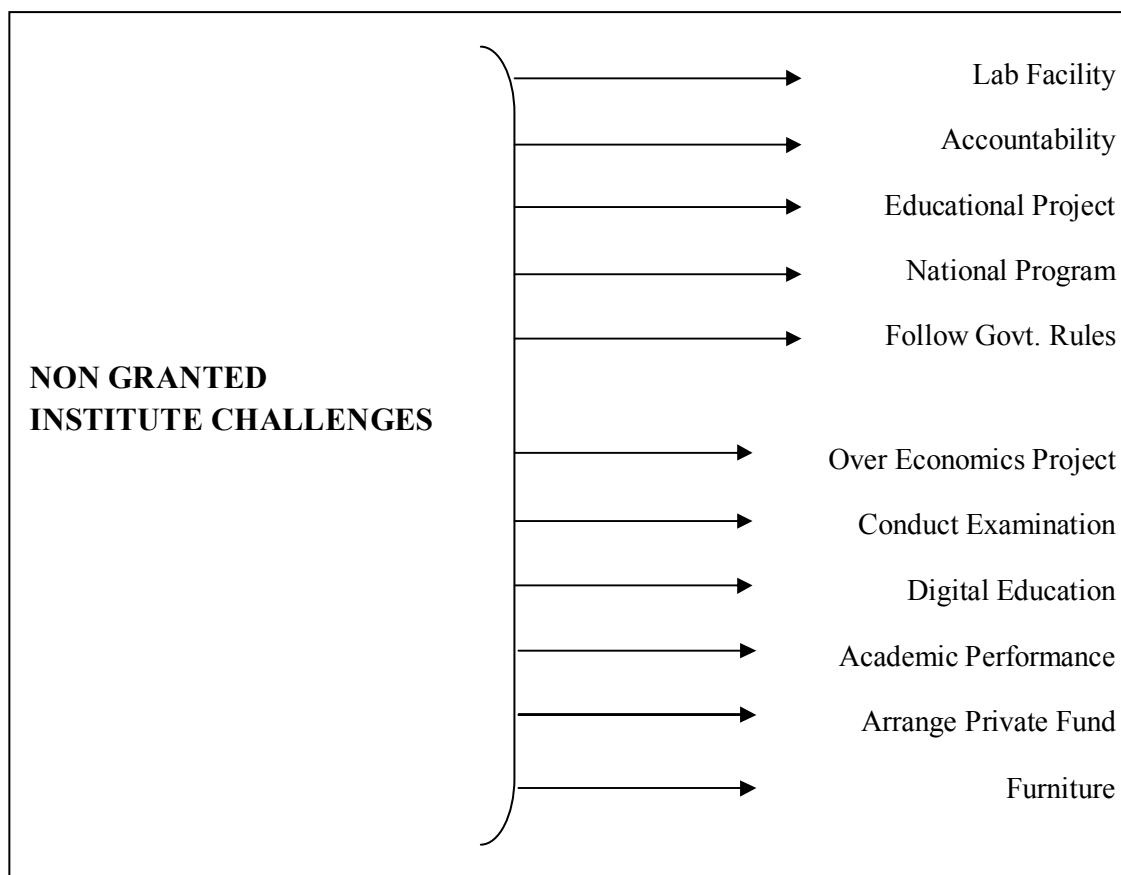 NON GRANTED
INSTITUTE CHALLENGES
Lab Facility
Accountability
Educational Project
National Program
Follow Govt. Rules
Over Economics Project
Conduct Examination
Digital Education
Academic Performance
Arrange Private Fund
Furniture